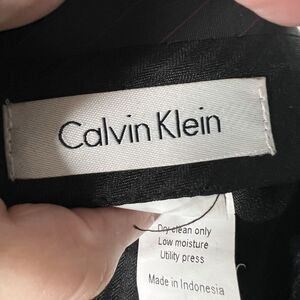 Calvin Klein
Dry clean only
Low moisture
Utility press
Made in Indonesia